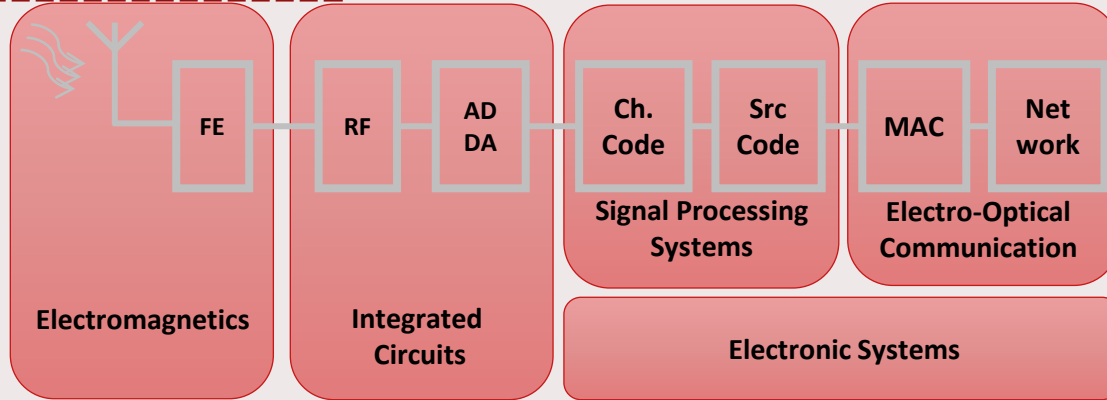 FE
RF
AD
DA
Ch.
Code
Src
Code
MAC
Net
work
Electromagnetics
Integrated
Circuits
Signal Processing
Systems
Electro-Optical
Communication
Electronic Systems